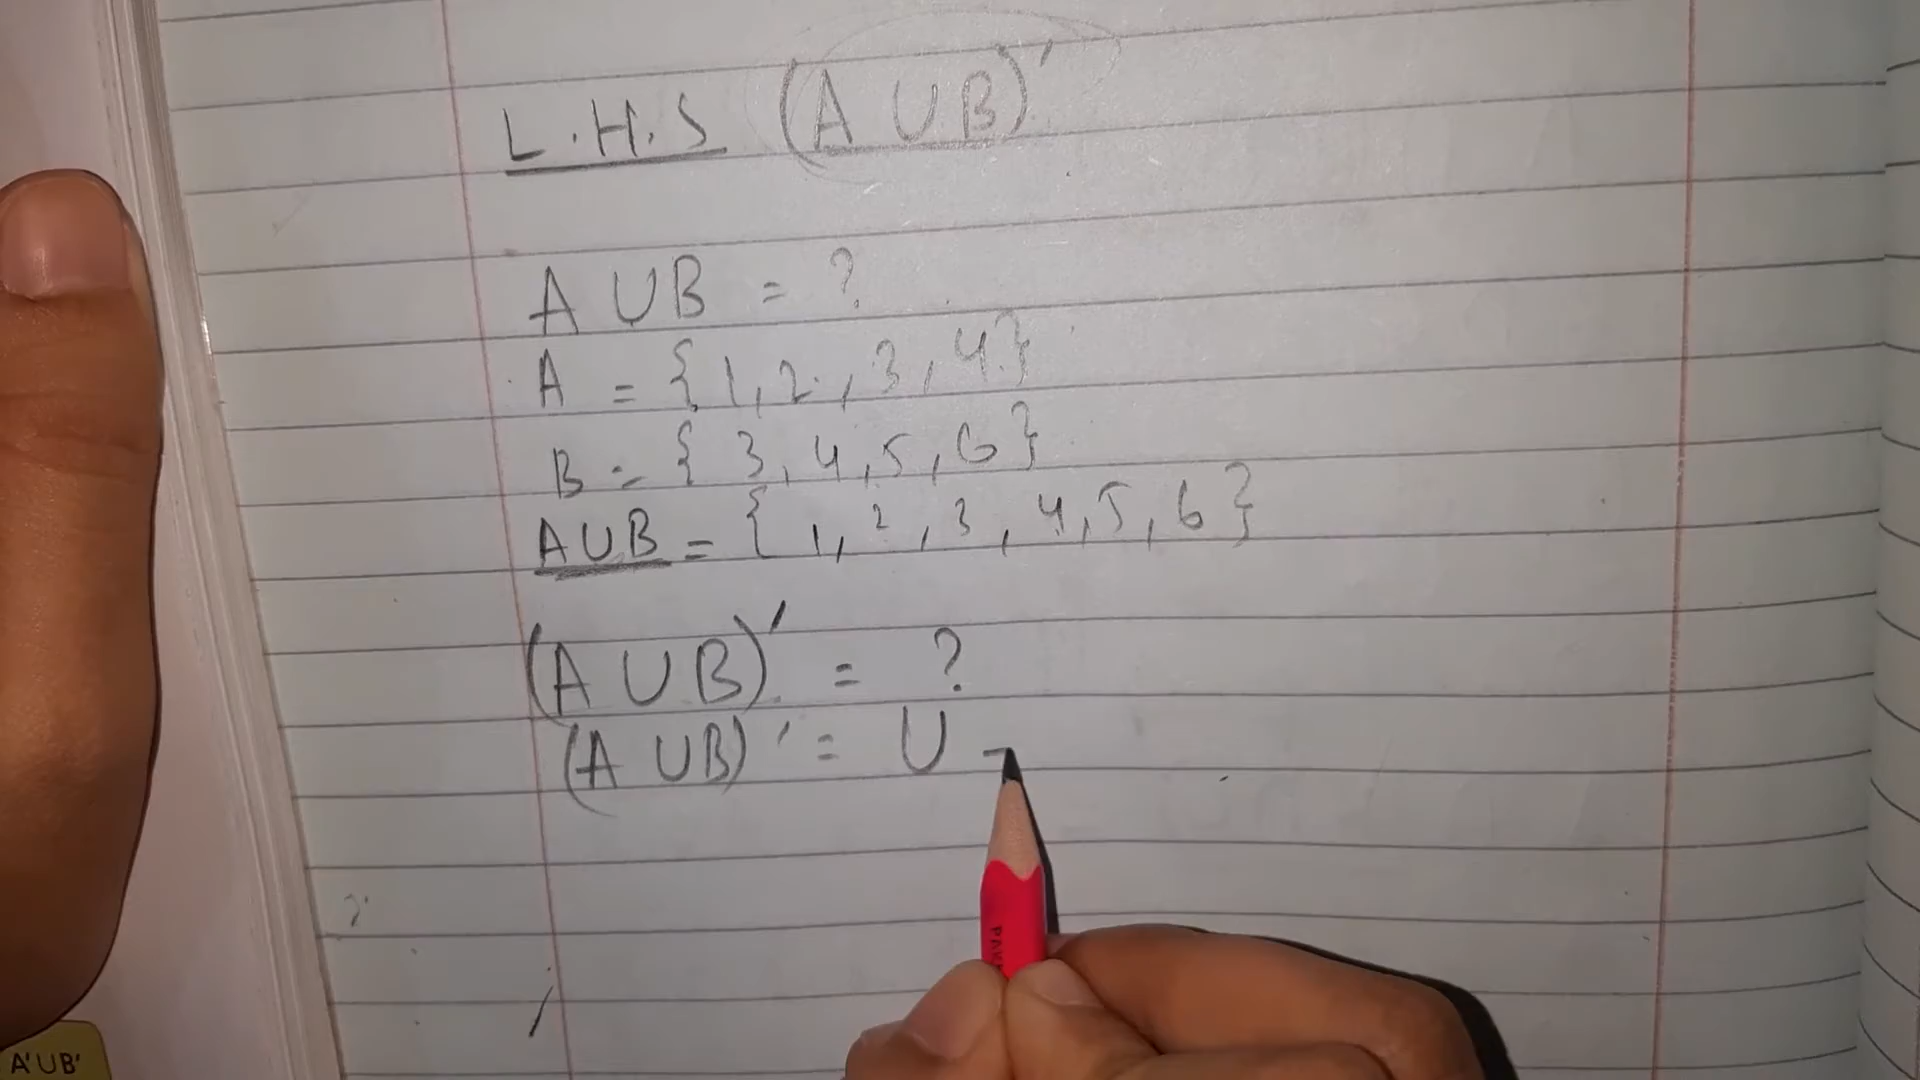 L.H.S (A ∪ B)'
A ∪ B = ?
A = {1, 2, 3, 4}
B = {3, 4, 5, 6}
A ∪ B = {1, 2, 3, 4, 5, 6}
(A ∪ B)' = ?
(A ∪ B)' = U -
A'UB'